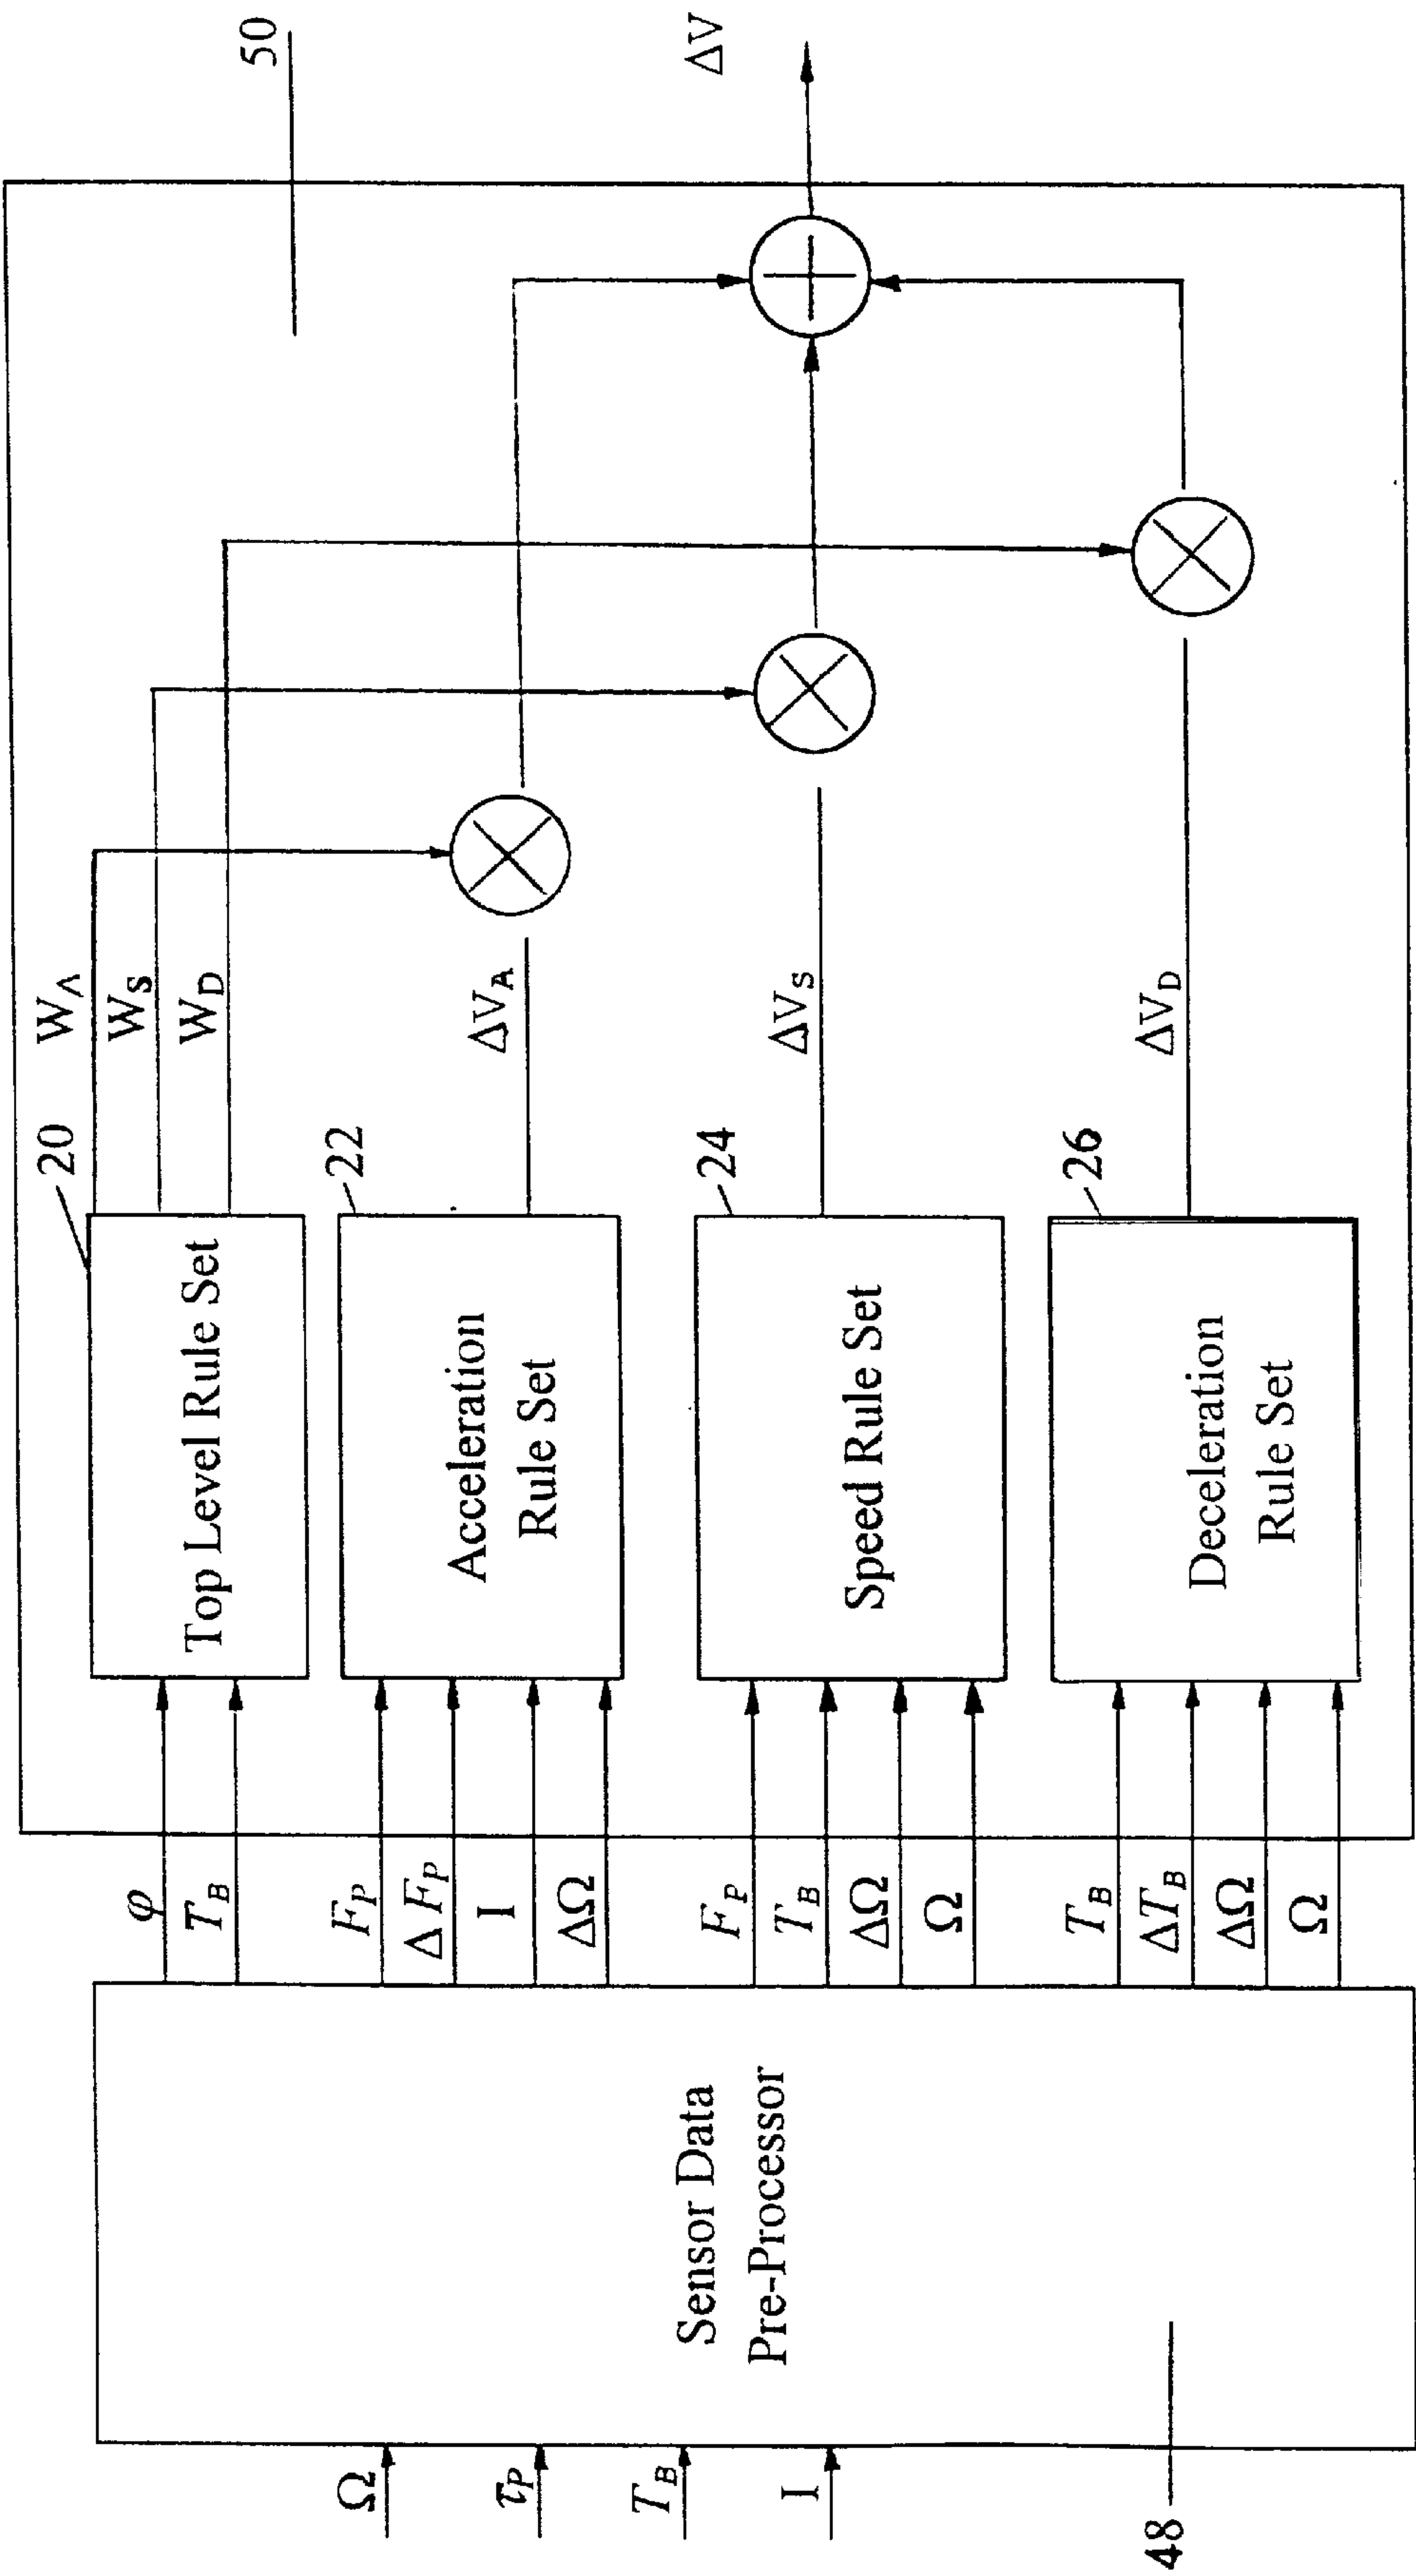 50
ΔV
W_A
W_S
W_D
20
Top Level Rule Set
φ
T_B
22
ΔV_A
Acceleration
Rule Set
F_P
Δ F_P
I
ΔΩ
24
ΔV_S
Speed Rule Set
F_P
T_B
ΔΩ
Ω
26
ΔV_D
Deceleration
Rule Set
T_B
ΔT_B
ΔΩ
Ω
Sensor Data
Pre-Processor
Ω
τ_P
T_B
I
48